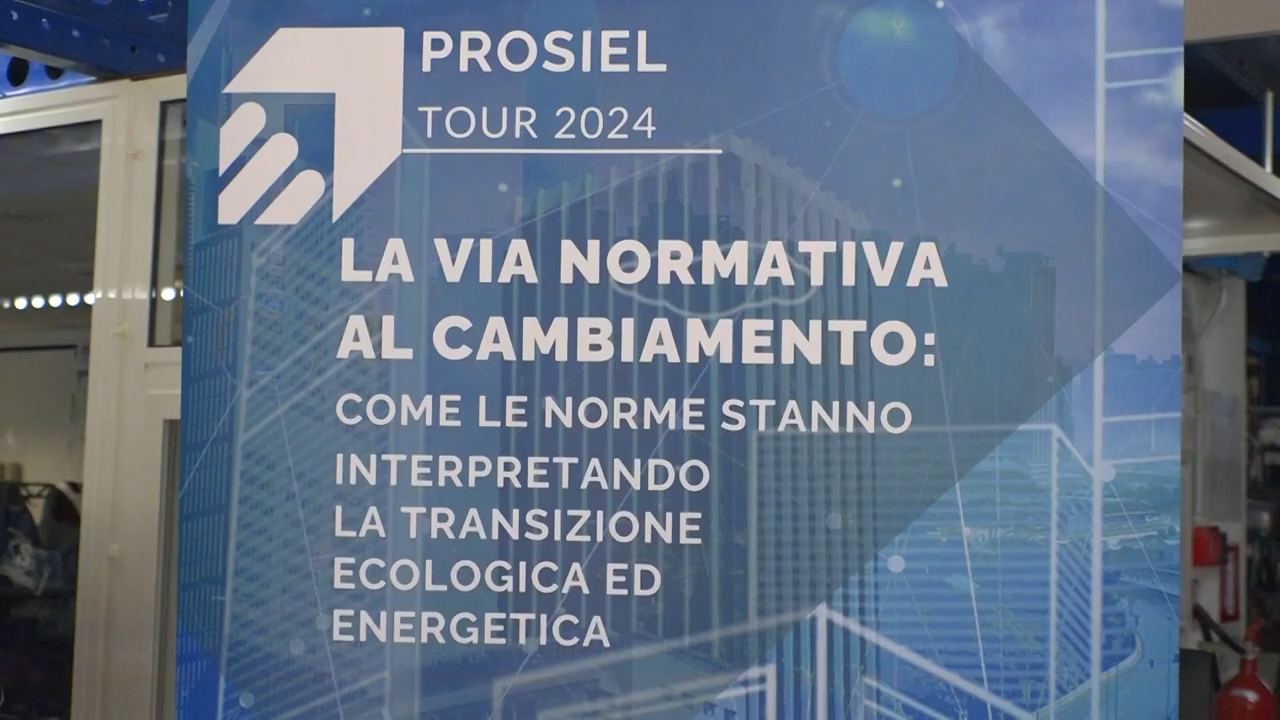 PROSIEL
TOUR 2024
LA VIA NORMATIVA
AL CAMBIAMENTO:
COME LE NORME STANNO
INTERPRETANDO
LA TRANSIZIONE
ECOLOGICA ED
ENERGETICA